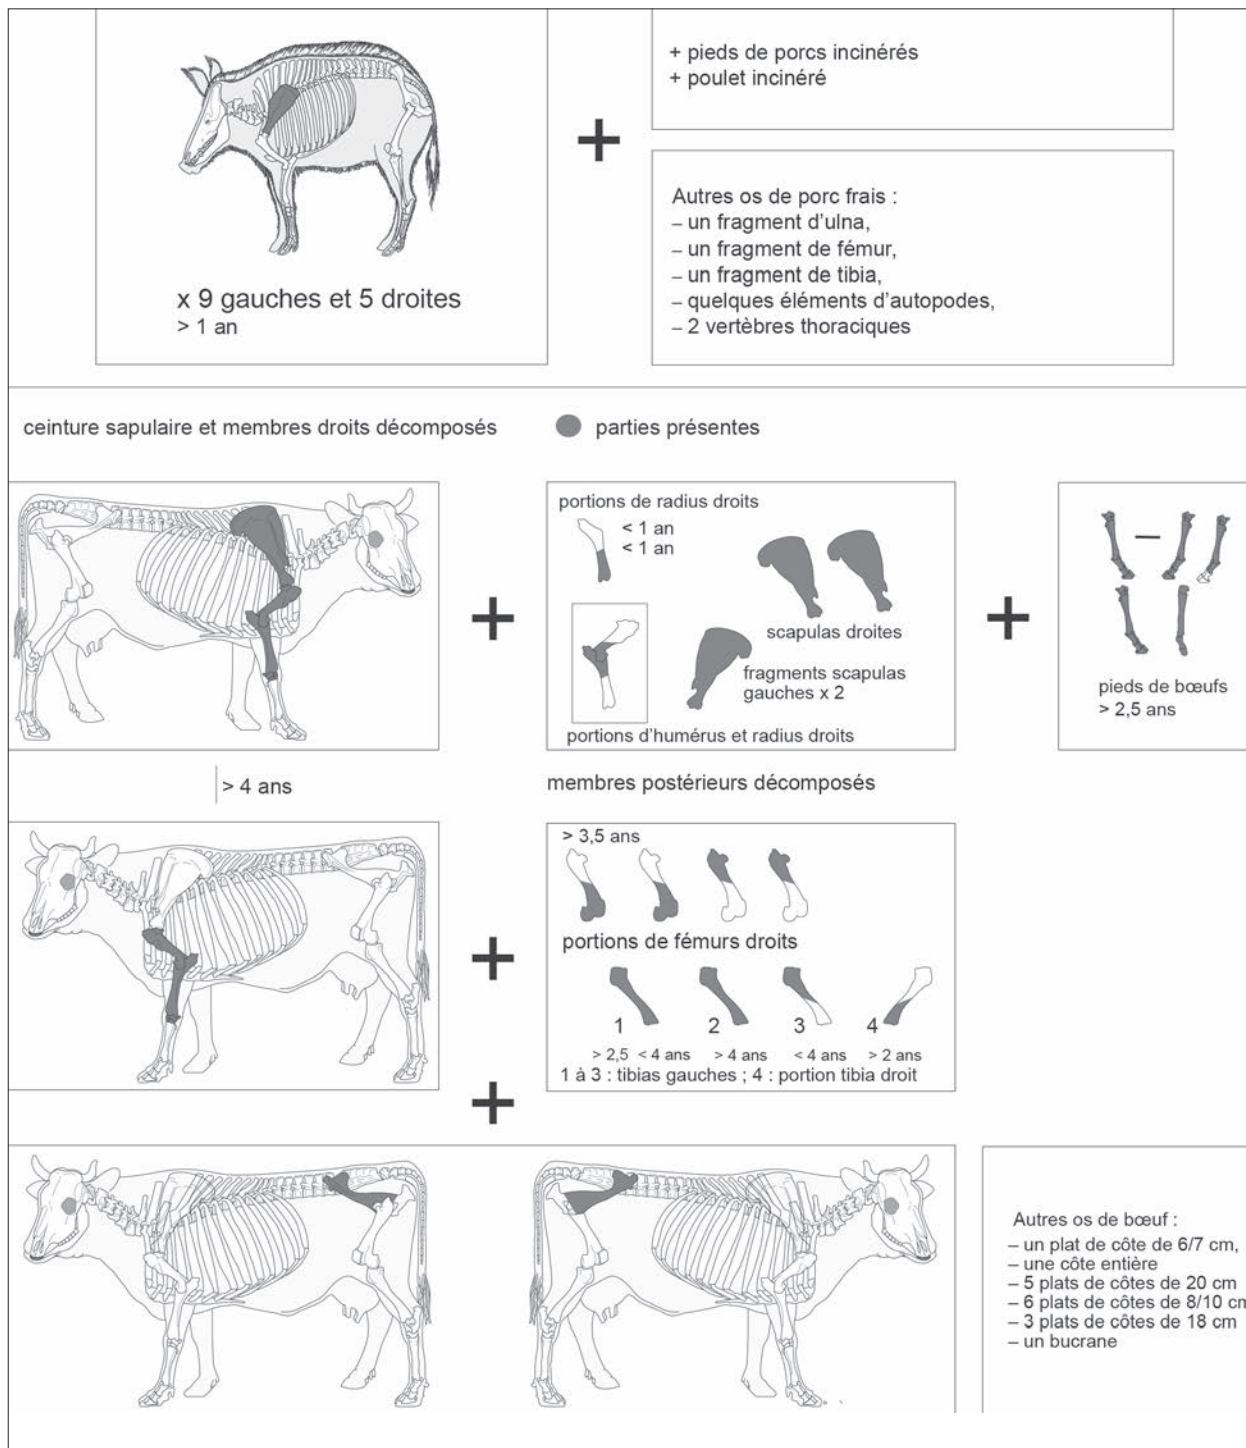 + pieds de porcs incinérés
+ poulet incinéré
+
Autres os de porc frais :
– un fragment d'ulna,
– un fragment de fémur,
– un fragment de tibia,
– quelques éléments d'autopodes,
– 2 vertèbres thoraciques
x 9 gauches et 5 droites
> 1 an
ceinture sapulaire et membres droits décomposés
parties présentes
+
portions de radius droits
< 1 an
< 1 an
scapulas droites
fragments scapulas
gauches x 2
portions d'humérus et radius droits
+
pieds de bœufs
> 2,5 ans
> 4 ans
membres postérieurs décomposés
+
> 3,5 ans
portions de fémurs droits
1 2 3 4
> 2,5 < 4 ans > 4 ans < 4 ans > 2 ans
1 à 3 : tibias gauches ; 4 : portion tibia droit
+
Autres os de bœuf :
– un plat de côte de 6/7 cm,
– une côte entière
– 5 plats de côtes de 20 cm
– 6 plats de côtes de 8/10 cm
– 3 plats de côtes de 18 cm
– un bucrane